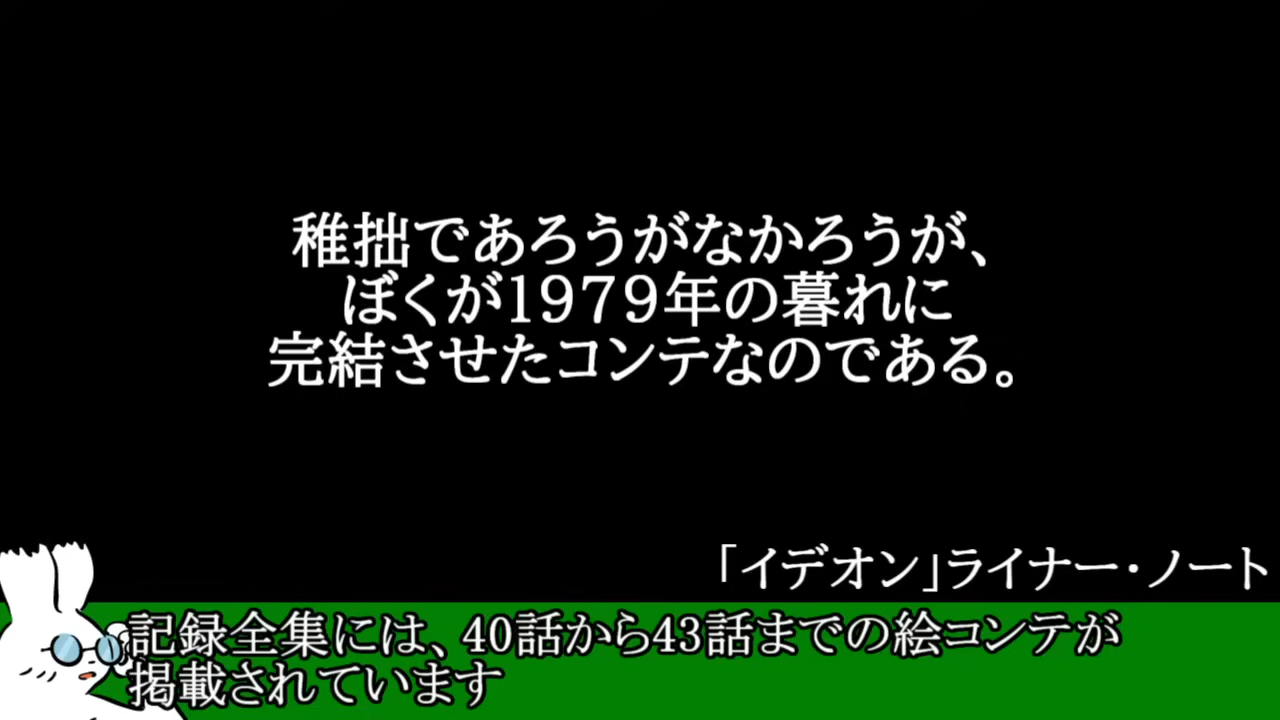 稚拙であろうがなかろうが、
ぼくが1979年の暮れに
完結させたコンテなのである。
「イデオン」ライナー・ノート
記録全集には、40話から43話までの絵コンテが
掲載されています